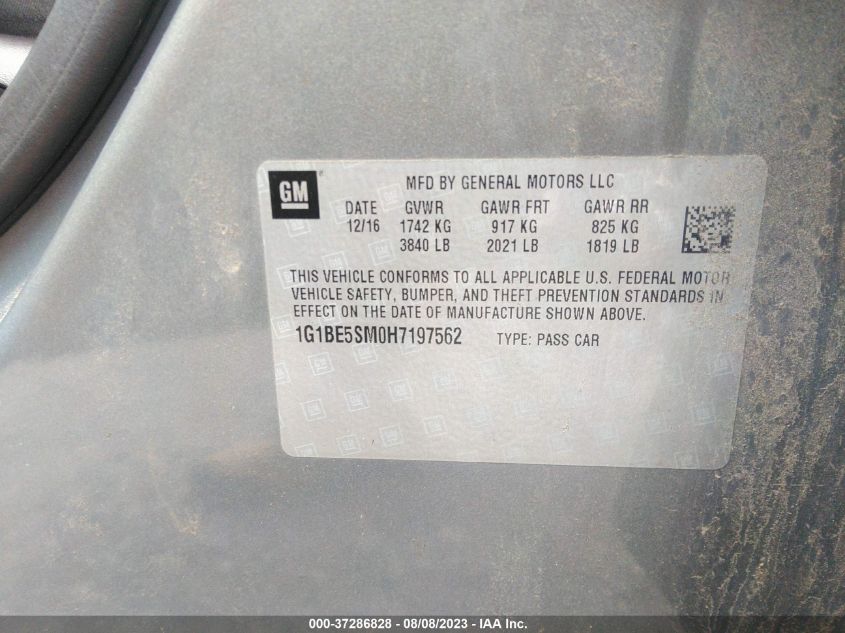 GM
MFD BY GENERAL MOTORS LLC
DATE GVWR GAWR FRT GAWR RR
12/16 1742 KG 917 KG 825 KG
3840 LB 2021 LB 1819 LB
THIS VEHICLE CONFORMS TO ALL APPLICABLE U.S. FEDERAL MOTOR
VEHICLE SAFETY, BUMPER, AND THEFT PREVENTION STANDARDS IN
EFFECT ON THE DATE OF MANUFACTURE SHOWN ABOVE.
1G1BE5SM0H7197562 TYPE: PASS CAR
000-37286828 - 08/08/2023 - IAA Inc.